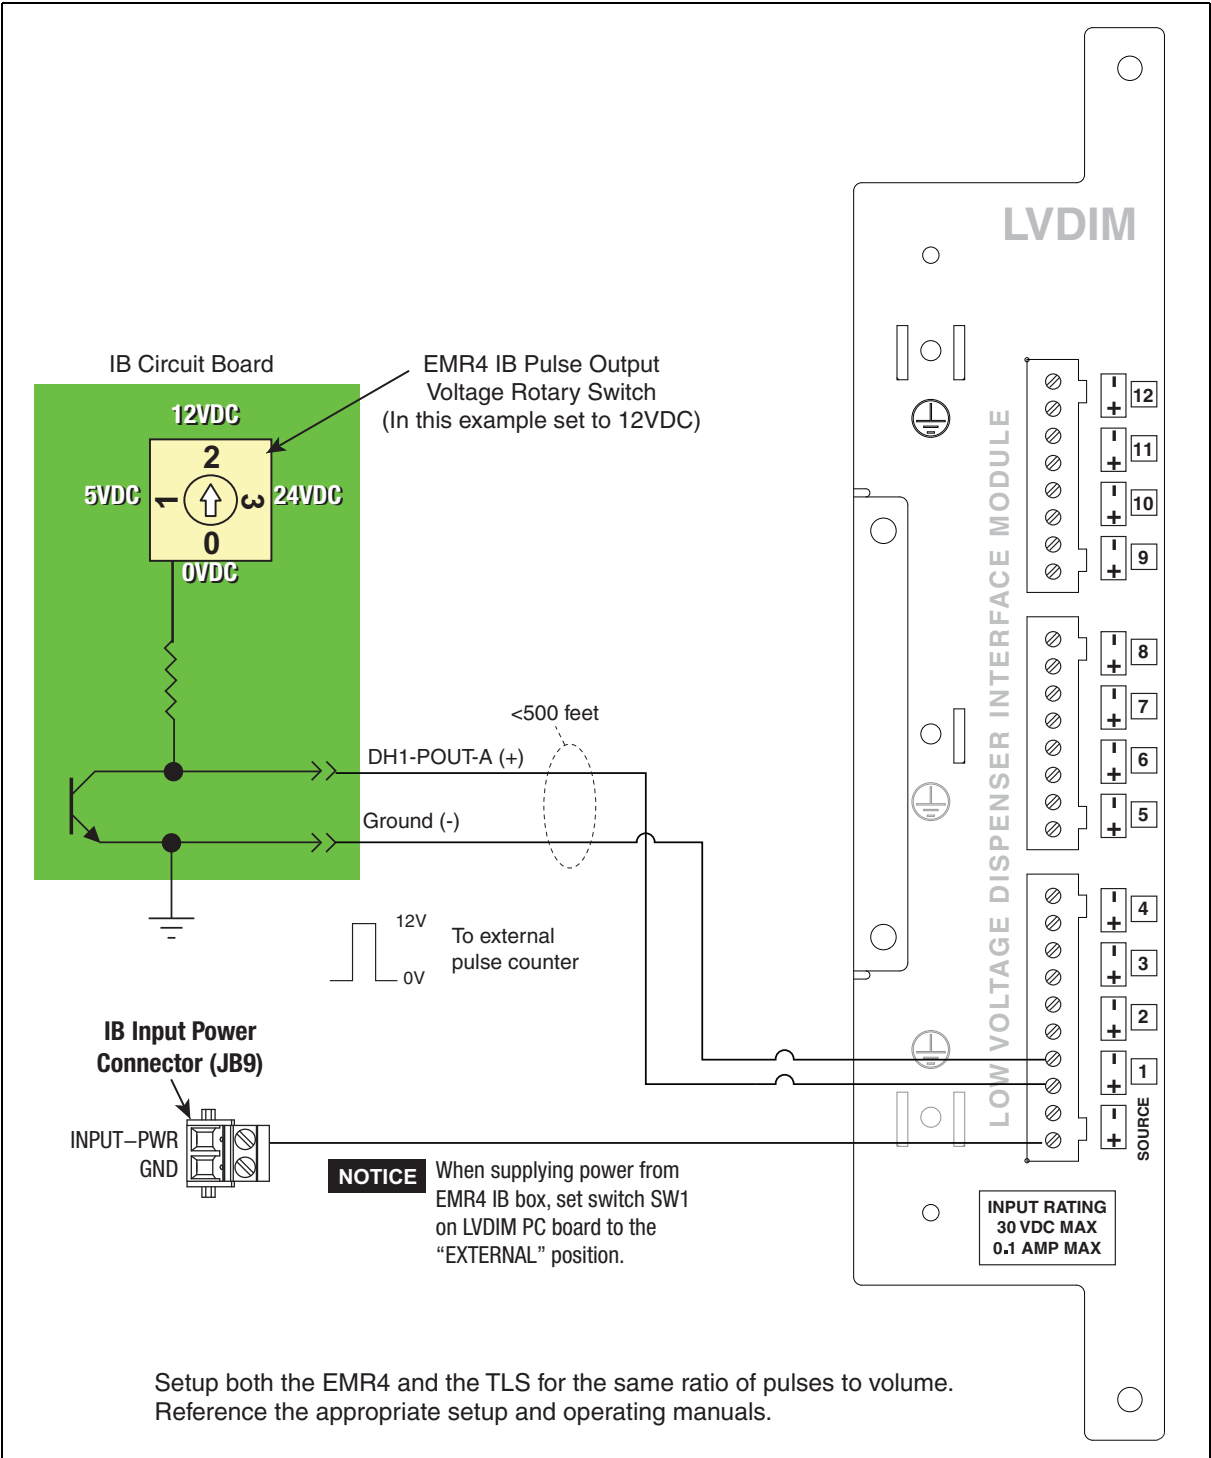 LVDIM
IB Circuit Board
EMR4 IB Pulse Output
Voltage Rotary Switch
(In this example set to 12VDC)
12VDC
2
5VDC
1
3
24VDC
0
0VDC
LOW VOLTAGE DISPENSER INTERFACE MODULE
- + 12
- + 11
- + 10
- + 9
- + 8
- + 7
- + 6
- + 5
- + 4
- + 3
- + 2
- + 1
- + SOURCE
<500 feet
DH1-POUT-A (+)
Ground (-)
12V
0V
To external
pulse counter
IB Input Power
Connector (JB9)
INPUT–PWR
GND
NOTICE
When supplying power from
EMR4 IB box, set switch SW1
on LVDIM PC board to the
“EXTERNAL” position.
INPUT RATING
30 VDC MAX
0.1 AMP MAX
Setup both the EMR4 and the TLS for the same ratio of pulses to volume.
Reference the appropriate setup and operating manuals.